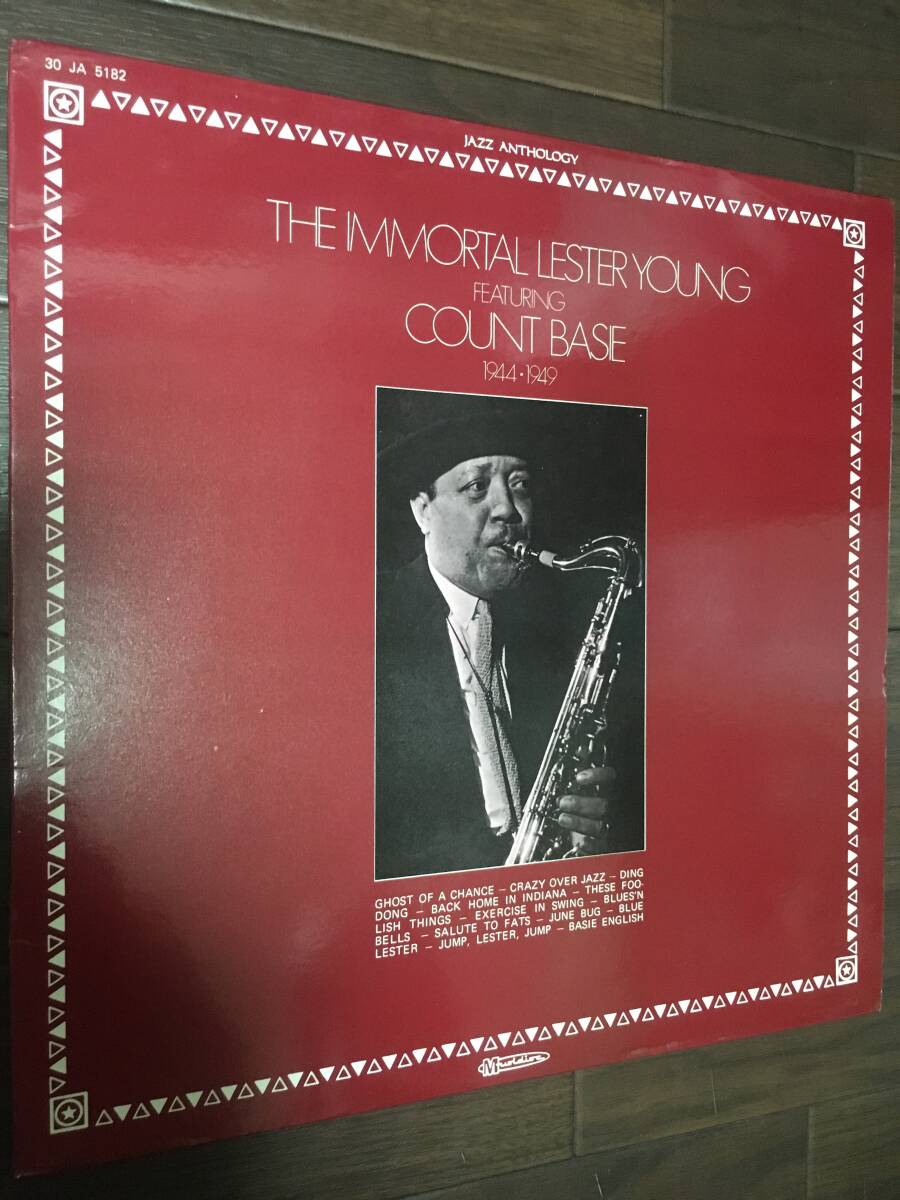 30 JA 5182
JAZZ ANTHOLOGY
THE IMMORTAL LESTER YOUNG
FEATURING
COUNT BASIE
1944 • 1949
GHOST OF A CHANCE – CRAZY OVER JAZZ – DING
DONG – BACK HOME IN INDIANA – THESE FOO-
LISH THINGS – EXERCISE IN SWING – BLUES'N
BELLS – SALUTE TO FATS – JUNE BUG – BLUE
LESTER – JUMP, LESTER, JUMP – BASIE ENGLISH
Musidisc